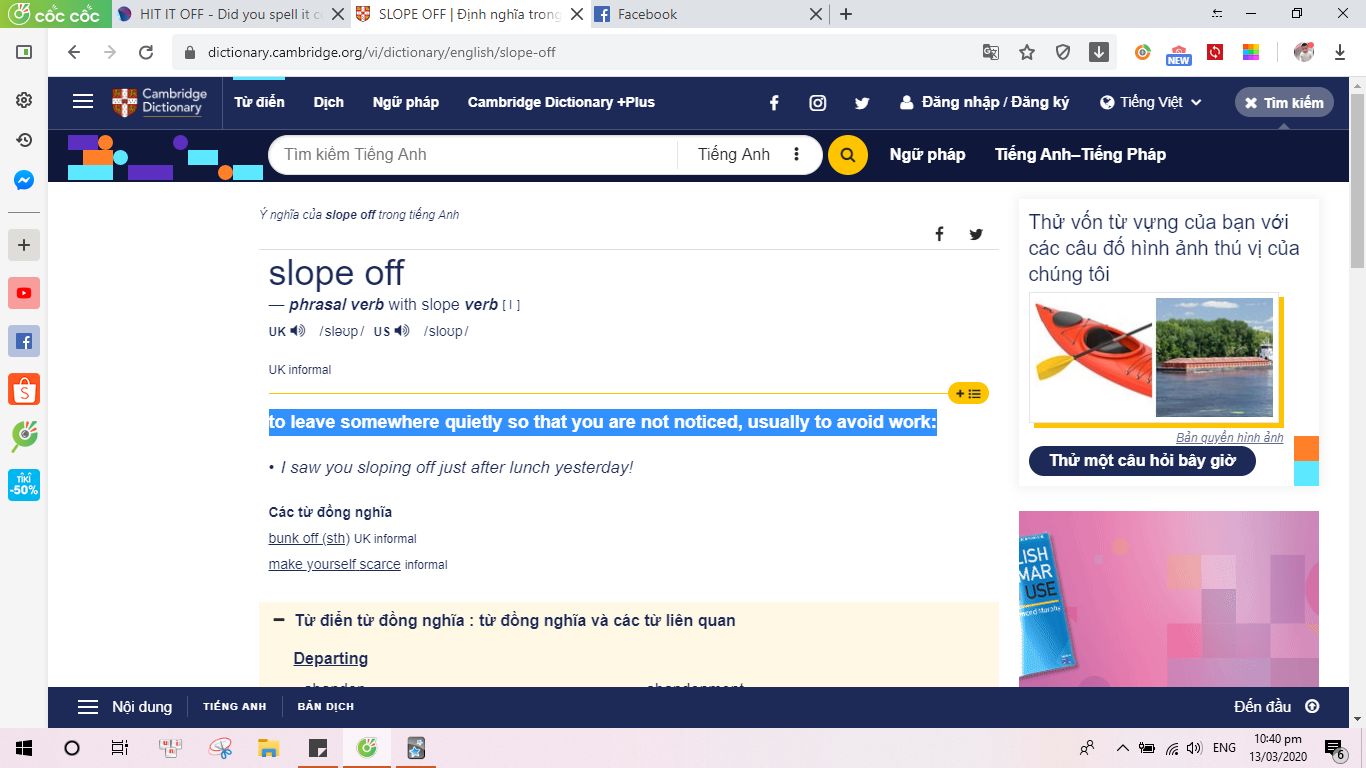 cốc cốc
HIT IT OFF - Did you spell it c
SLOPE OFF | Định nghĩa trong
Facebook
dictionary.cambridge.org/vi/dictionary/english/slope-off
NEW
Cambridge
Dictionary
Từ điển
Dịch
Ngữ pháp
Cambridge Dictionary +Plus
Đăng nhập / Đăng ký
Tiếng Việt
Tìm kiếm
Tìm kiếm Tiếng Anh
Tiếng Anh
Ngữ pháp
Tiếng Anh–Tiếng Pháp
Ý nghĩa của slope off trong tiếng Anh
slope off
— phrasal verb with slope verb [ I ]
UK /sləʊp/ US /sloʊp/
UK informal
to leave somewhere quietly so that you are not noticed, usually to avoid work:
• I saw you sloping off just after lunch yesterday!
Các từ đồng nghĩa
bunk off (sth) UK informal
make yourself scarce informal
Từ điển từ đồng nghĩa : từ đồng nghĩa và các từ liên quan
Departing
Thử vốn từ vựng của bạn với
các câu đố hình ảnh thú vị của
chúng tôi
Bản quyền hình ảnh
Thử một câu hỏi bây giờ
LISH
MAR
USE
TIKI
-50%
Nội dung
TIẾNG ANH
BẢN DỊCH
Đến đầu
ENG
10:40 pm
13/03/2020
6